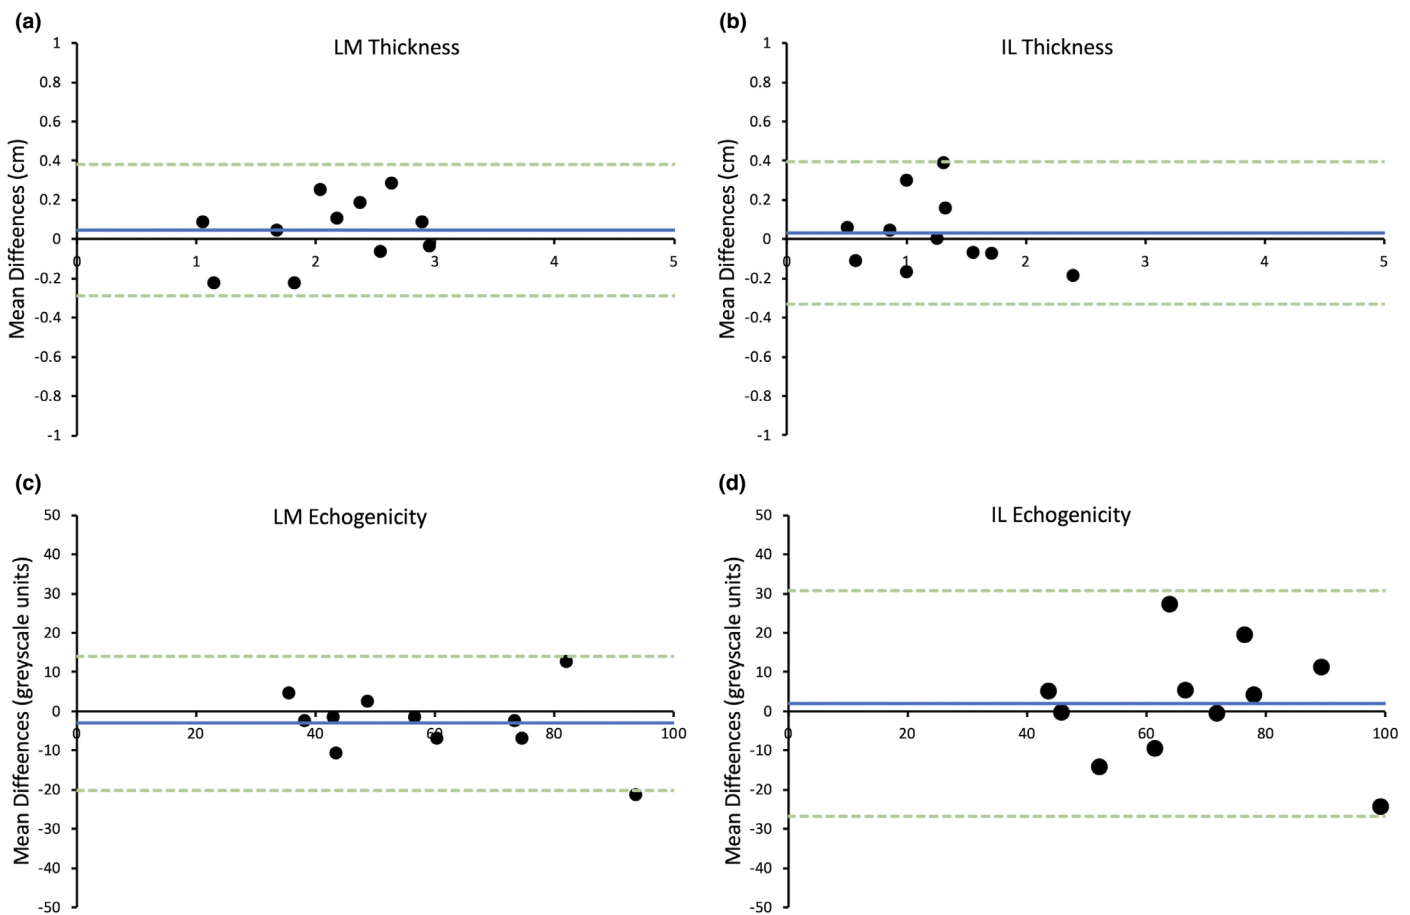 (a)
LM Thickness
Mean Diffeences (cm)
1
0.8
0.6
0.4
0.2
0
-0.2
-0.4
-0.6
-0.8
-1
0 1 2 3 4 5
(b)
IL Thickness
Mean Diffeences (cm)
1
0.8
0.6
0.4
0.2
0
-0.2
-0.4
-0.6
-0.8
-1
0 1 2 3 4 5
(c)
LM Echogenicity
Mean Diffeences (greyscale units)
50
40
30
20
10
0
-10
-20
-30
-40
-50
0 20 40 60 80 100
(d)
IL Echogenicity
Mean Diffeences (greyscale units)
50
40
30
20
10
0
-10
-20
-30
-40
-50
0 20 40 60 80 100